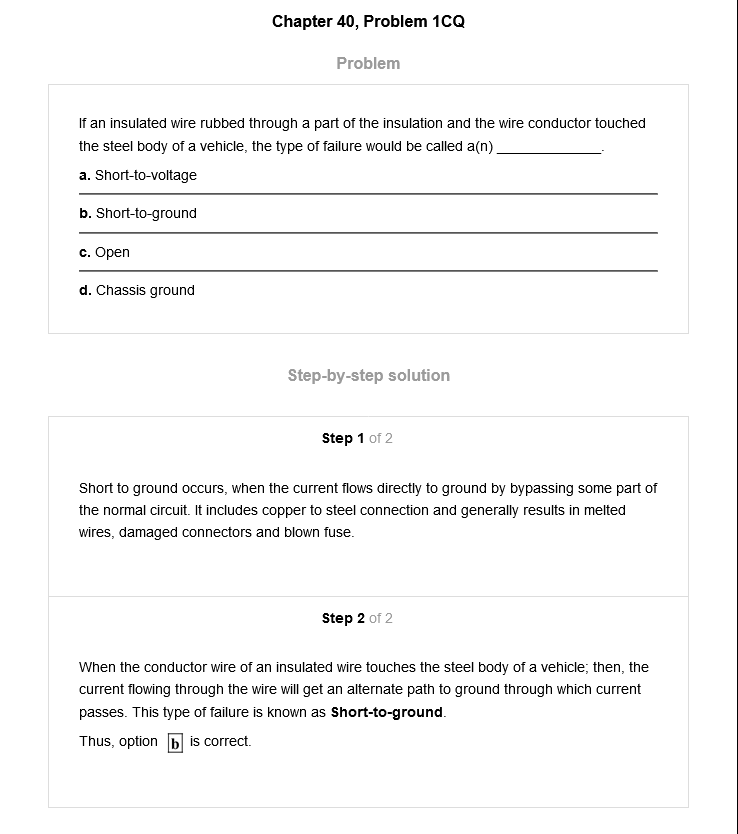 Chapter 40, Problem 1CQ
Problem
If an insulated wire rubbed through a part of the insulation and the wire conductor touched
the steel body of a vehicle, the type of failure would be called a(n) ______________.
a. Short-to-voltage
b. Short-to-ground
c. Open
d. Chassis ground
Step-by-step solution
Step 1 of 2
Short to ground occurs, when the current flows directly to ground by bypassing some part of
the normal circuit. It includes copper to steel connection and generally results in melted
wires, damaged connectors and blown fuse.
Step 2 of 2
When the conductor wire of an insulated wire touches the steel body of a vehicle; then, the
current flowing through the wire will get an alternate path to ground through which current
passes. This type of failure is known as Short-to-ground.
Thus, option b is correct.